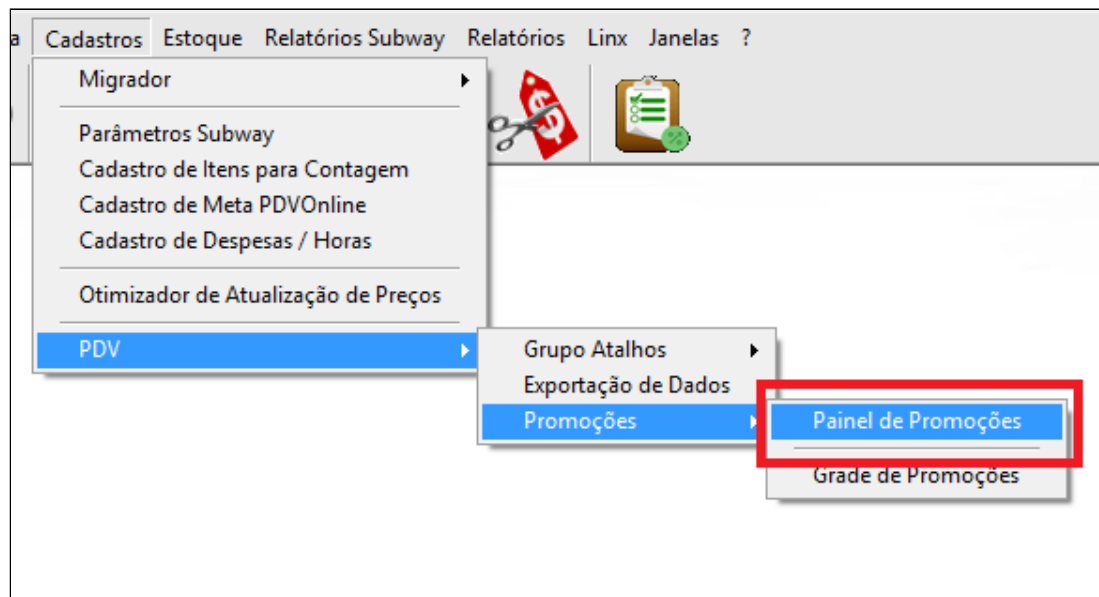 a Cadastros Estoque Relatórios Subway Relatórios Linx Janelas ?
Migrador
Parâmetros Subway
Cadastro de Itens para Contagem
Cadastro de Meta PDVOnline
Cadastro de Despesas / Horas
Otimizador de Atualização de Preços
PDV
Grupo Atalhos
Exportação de Dados
Promoções
Painel de Promoções
Grade de Promoções